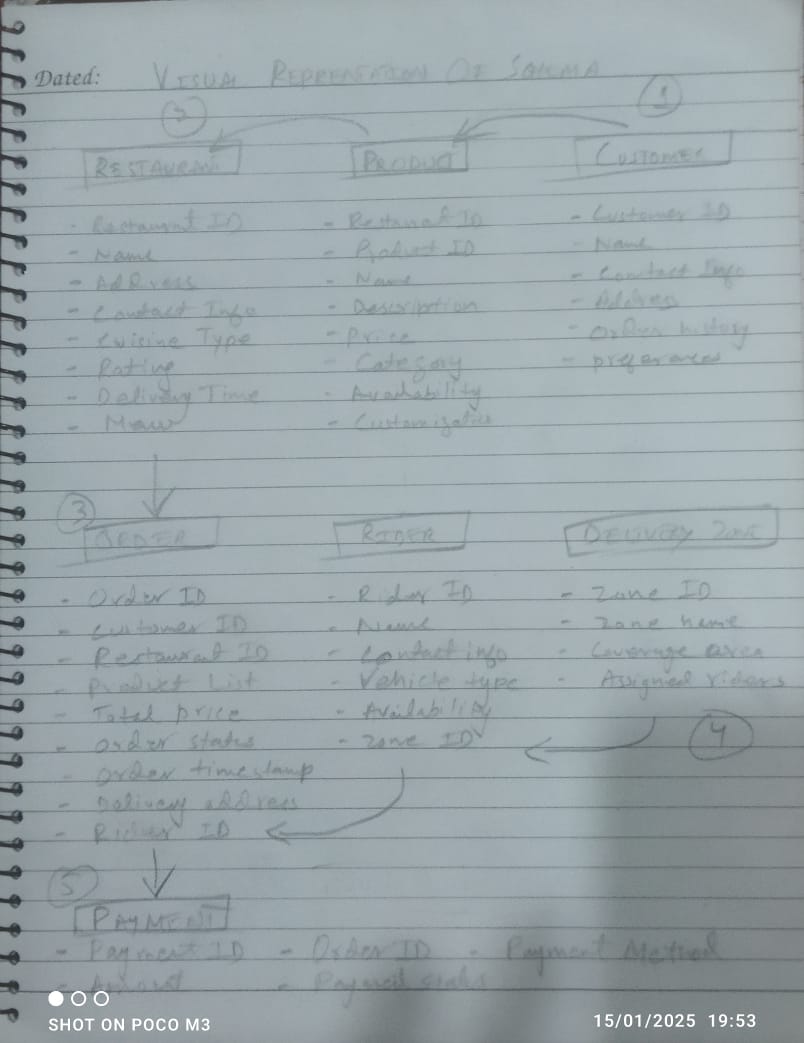 Dated: VISUAL REPRENTATION OF SCHEMA
2 1
RESTAURANT PRODUCT CUSTOMER
- Restaurant ID - Restaurant ID - Customer ID
- Name - Product ID - Name
- Address - Name - Contact Info
- Contact Info - Description - Address
- Cuisine Type - Price - Order history
- Rating - Category - preferences
- Delivery Time - Availability
- Menu - Customization
3
ORDER RIDER DELIVERY ZONE
- Order ID - Rider ID - Zone ID
- Customer ID - Name - Zone name
- Restaurant ID - Contact info - Coverage area
- Product List - Vehicle type - Assigned riders
- Total price - Availability
- Order status - Zone ID 4
- Order timestamp
- Delivery address
- Rider ID
5
PAYMENT
- Payment ID - Order ID - Payment Method
- Amount - Payment status
SHOT ON POCO M3 15/01/2025 19:53